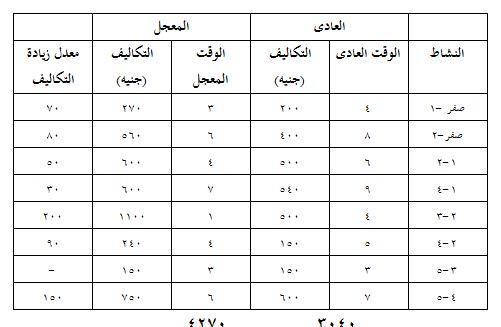 العادى المعجل
النشاط الوقت العادى التكاليف (جنيه) الوقت المعجل التكاليف (جنيه) معدل زيادة التكاليف
صفر -١ ٤ ٢٠٠ ٣ ٢٧٠ ٧٠
صفر-٢ ٨ ٤٠٠ ٦ ٥٦٠ ٨٠
١-٢ ٦ ٥٠٠ ٤ ٦٠٠ ٥٠
١-٤ ٩ ٥٤٠ ٧ ٦٠٠ ٣٠
٢-٣ ٤ ٥٠٠ ١ ١١٠٠ ٢٠٠
٢-٤ ٥ ١٥٠ ٤ ٢٤٠ ٩٠
٣-٥ ٣ ١٥٠ ٣ ١٥٠ -
٤-٥ ٧ ٦٠٠ ٦ ٧٥٠ ١٥٠
٣٠٤٠ ٤٢٧٠